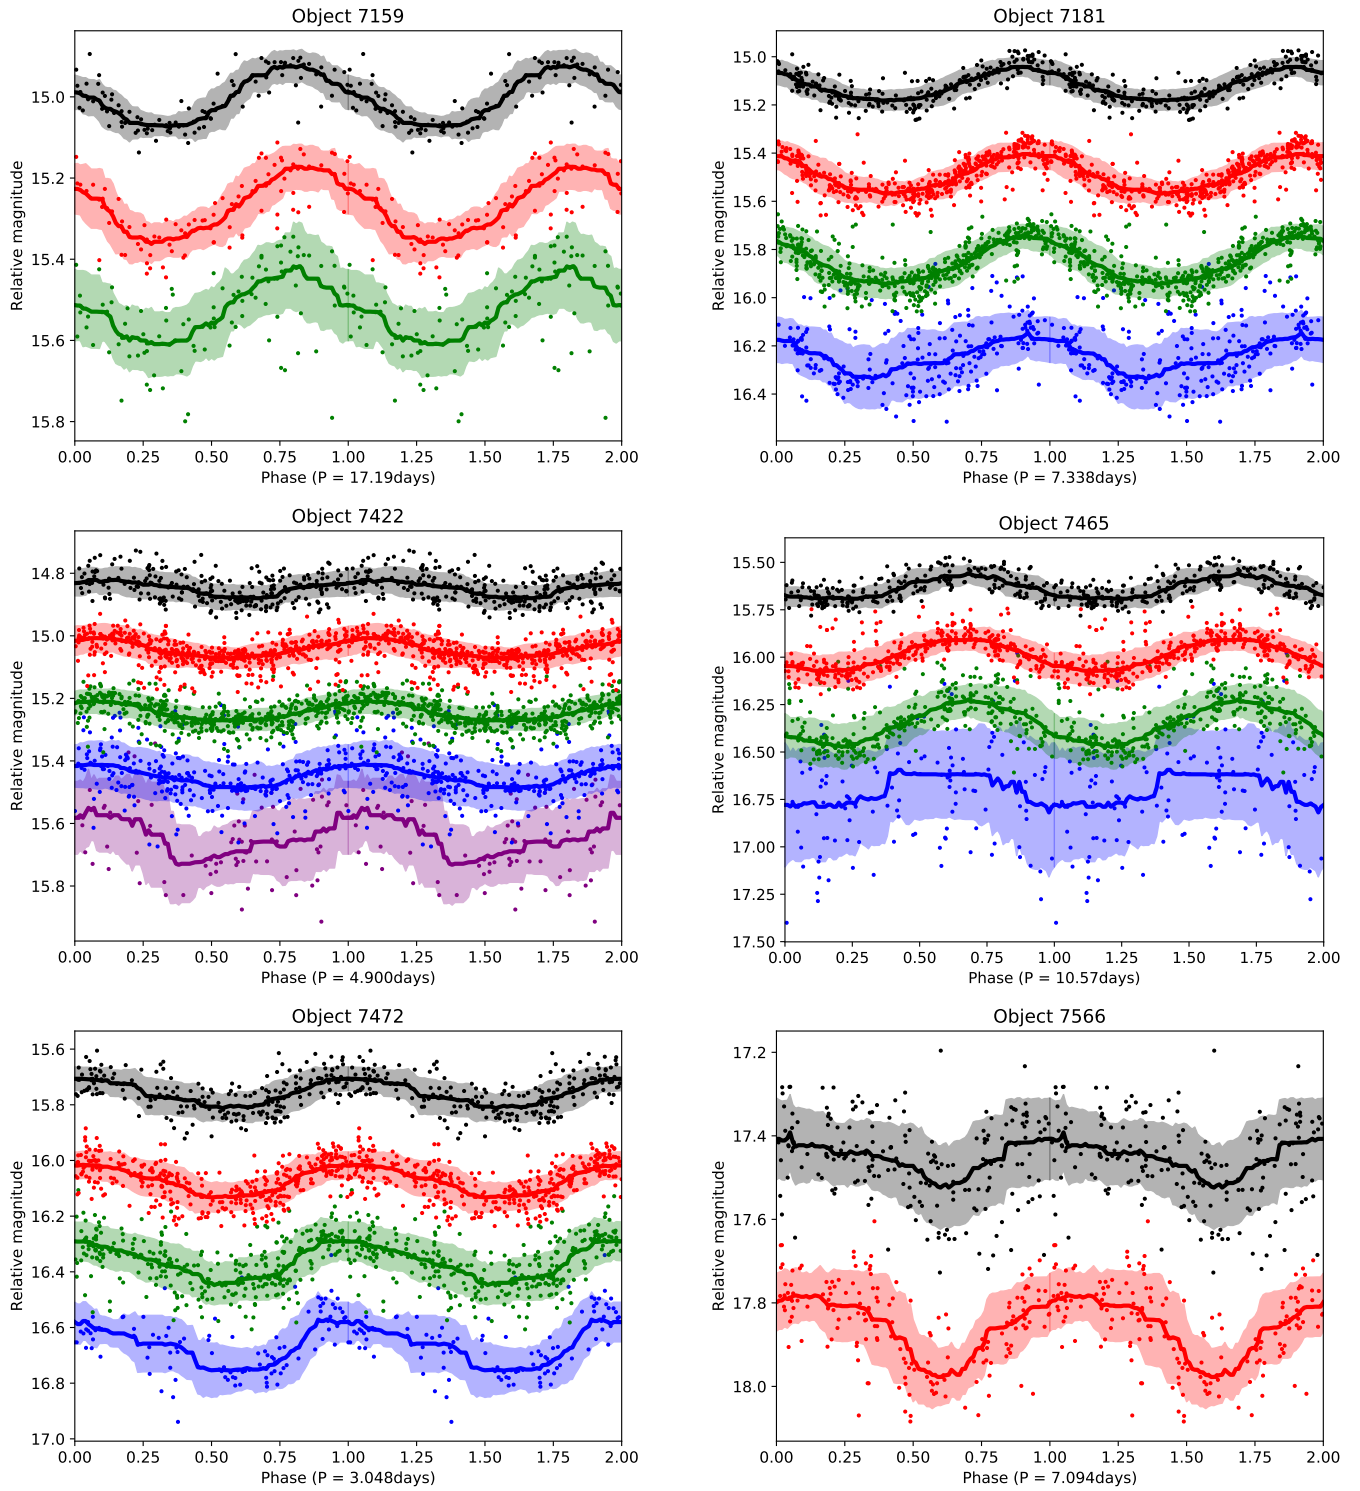 Object 7159
Relative magnitude
15.0
15.2
15.4
15.6
15.8
0.00 0.25 0.50 0.75 1.00 1.25 1.50 1.75 2.00
Phase (P = 17.19days)
Object 7181
Relative magnitude
15.0
15.2
15.4
15.6
15.8
16.0
16.2
16.4
0.00 0.25 0.50 0.75 1.00 1.25 1.50 1.75 2.00
Phase (P = 7.338days)
Object 7422
Relative magnitude
14.8
15.0
15.2
15.4
15.6
15.8
0.00 0.25 0.50 0.75 1.00 1.25 1.50 1.75 2.00
Phase (P = 4.900days)
Object 7465
Relative magnitude
15.50
15.75
16.00
16.25
16.50
16.75
17.00
17.25
17.50
0.00 0.25 0.50 0.75 1.00 1.25 1.50 1.75 2.00
Phase (P = 10.57days)
Object 7472
Relative magnitude
15.6
15.8
16.0
16.2
16.4
16.6
16.8
17.0
0.00 0.25 0.50 0.75 1.00 1.25 1.50 1.75 2.00
Phase (P = 3.048days)
Object 7566
Relative magnitude
17.2
17.4
17.6
17.8
18.0
0.00 0.25 0.50 0.75 1.00 1.25 1.50 1.75 2.00
Phase (P = 7.094days)